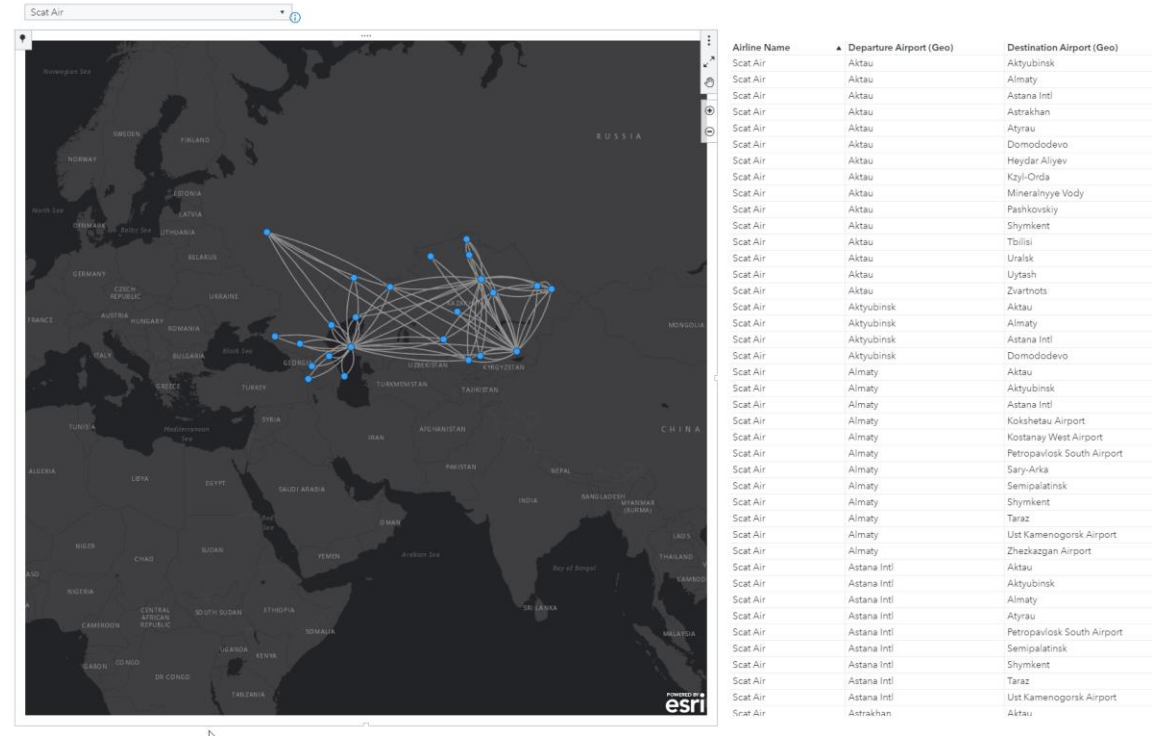 Scat Air
Norwegian Sea
RUSSIA
SWEDEN
FINLAND
NORWAY
ESTONIA
North Sea
LATVIA
DENMARK
Baltic Sea
LITHUANIA
BELARUS
GERMANY
CZECH
REPUBLIC
UKRAINE
FRANCE
AUSTRIA
HUNGARY
ROMANIA
MONGOLIA
ITALY
BULGARIA
Black Sea
UZBEKISTAN
KYRGYZSTAN
GREECE
TURKEY
TURKMENISTAN
TAJIKISTAN
TUNISIA
Mediterranean
Sea
SYRIA
IRAN
AFGHANISTAN
CHINA
ALGERIA
LIBYA
EGYPT
SAUDI ARABIA
PAKISTAN
NEPAL
INDIA
BANGLADESH
MYANMAR
(BURMA)
Red
Sea
OMAN
LAOS
NIGER
CHAD
SUDAN
YEMEN
Arabian Sea
Bay of Bengal
THAILAND
NIGERIA
CENTRAL
AFRICAN
REPUBLIC
SOUTH SUDAN
ETHIOPIA
SRI LANKA
CAMEROON
SOMALIA
MALAYSIA
UGANDA
KENYA
GABON
CONGO
DR CONGO
TANZANIA
POWERED BY
esri
Airline Name Departure Airport (Geo) Destination Airport (Geo)
Scat Air Aktau Aktyubinsk
Scat Air Aktau Almaty
Scat Air Aktau Astana Intl
Scat Air Aktau Astrakhan
Scat Air Aktau Atyrau
Scat Air Aktau Domododevo
Scat Air Aktau Heydar Aliyev
Scat Air Aktau Kzyl-Orda
Scat Air Aktau Mineralnyye Vody
Scat Air Aktau Pashkovskiy
Scat Air Aktau Shymkent
Scat Air Aktau Tbilisi
Scat Air Aktau Uralsk
Scat Air Aktau Uytash
Scat Air Aktau Zvartnots
Scat Air Aktyubinsk Aktau
Scat Air Aktyubinsk Almaty
Scat Air Aktyubinsk Astana Intl
Scat Air Aktyubinsk Domododevo
Scat Air Almaty Aktau
Scat Air Almaty Aktyubinsk
Scat Air Almaty Astana Intl
Scat Air Almaty Kokshetau Airport
Scat Air Almaty Kostanay West Airport
Scat Air Almaty Petropavlosk South Airport
Scat Air Almaty Sary-Arka
Scat Air Almaty Semipalatinsk
Scat Air Almaty Shymkent
Scat Air Almaty Taraz
Scat Air Almaty Ust Kamenogorsk Airport
Scat Air Almaty Zhezkazgan Airport
Scat Air Astana Intl Aktau
Scat Air Astana Intl Aktyubinsk
Scat Air Astana Intl Almaty
Scat Air Astana Intl Atyrau
Scat Air Astana Intl Petropavlosk South Airport
Scat Air Astana Intl Semipalatinsk
Scat Air Astana Intl Shymkent
Scat Air Astana Intl Taraz
Scat Air Astana Intl Ust Kamenogorsk Airport
Scat Air Astrakhan Aktau